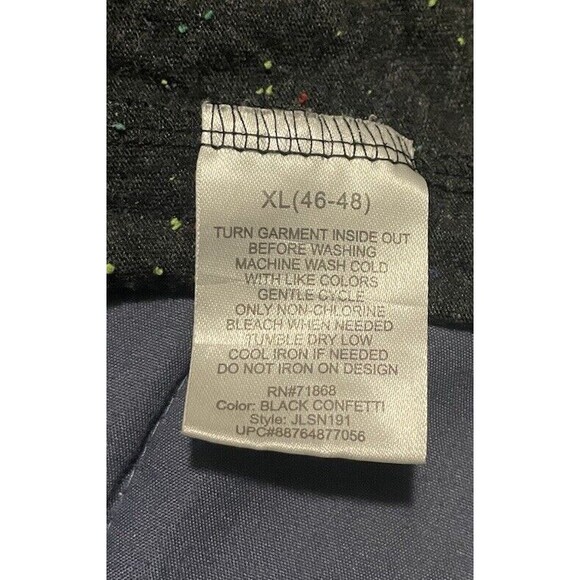 XL(46-48)
TURN GARMENT INSIDE OUT
BEFORE WASHING
MACHINE WASH COLD
WITH LIKE COLORS
GENTLE CYCLE
ONLY NON-CHLORINE
BLEACH WHEN NEEDED
TUMBLE DRY LOW
COOL IRON IF NEEDED
DO NOT IRON ON DESIGN
RN#71868
Color: BLACK CONFETTI
Style: JLSN191
UPC#88764877056